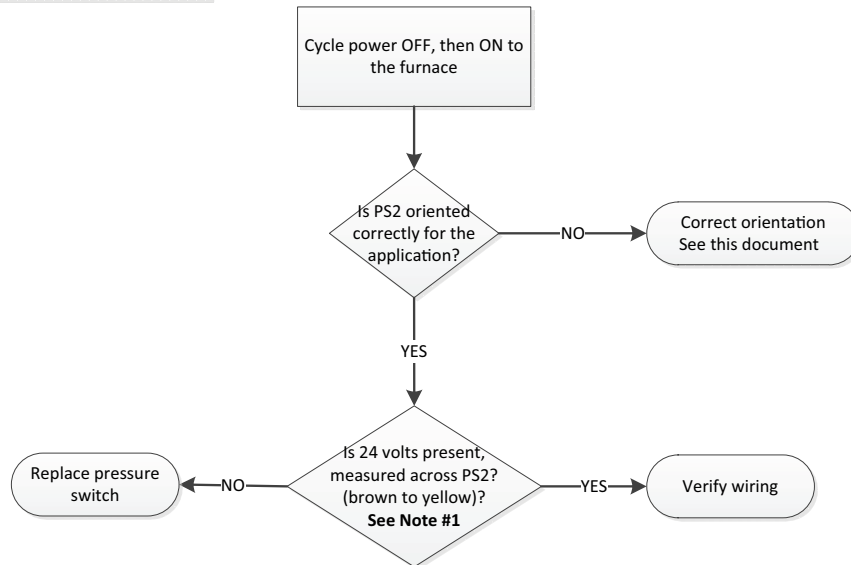 Cycle power OFF, then ON to
the furnace
Is PS2 oriented
correctly for the
application?
NO
Correct orientation
See this document
YES
Is 24 volts present,
measured across PS2?
(brown to yellow)?
See Note #1
NO
Replace pressure
switch
YES
Verify wiring